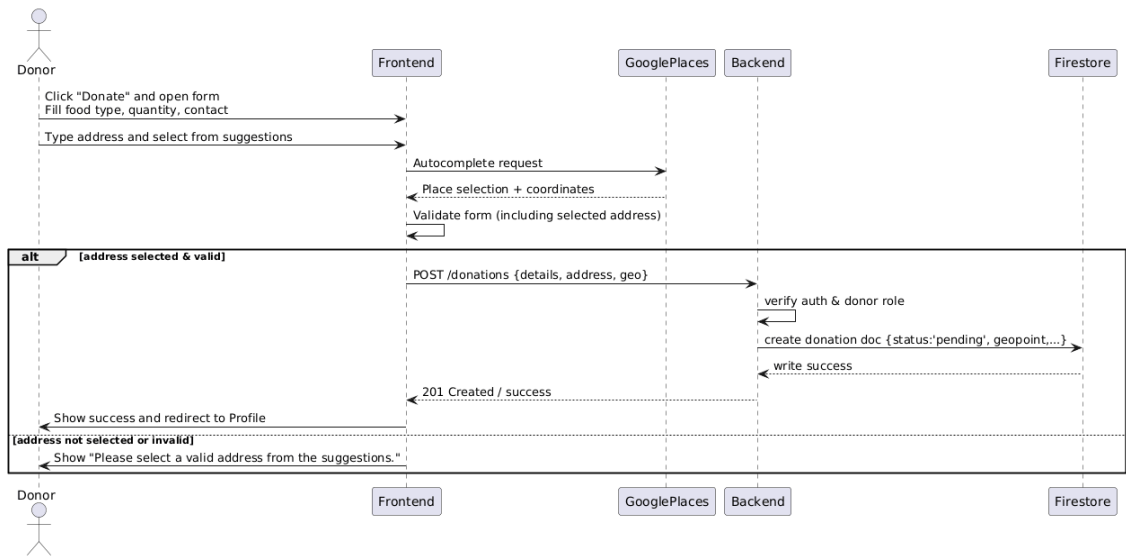 Donor
Frontend
GooglePlaces
Backend
Firestore
Click "Donate" and open form
Fill food type, quantity, contact
Type address and select from suggestions
Autocomplete request
Place selection + coordinates
Validate form (including selected address)
alt
[address selected & valid]
POST /donations {details, address, geo}
verify auth & donor role
create donation doc {status:'pending', geopoint,...}
write success
201 Created / success
Show success and redirect to Profile
[address not selected or invalid]
Show "Please select a valid address from the suggestions."
Donor
Frontend
GooglePlaces
Backend
Firestore